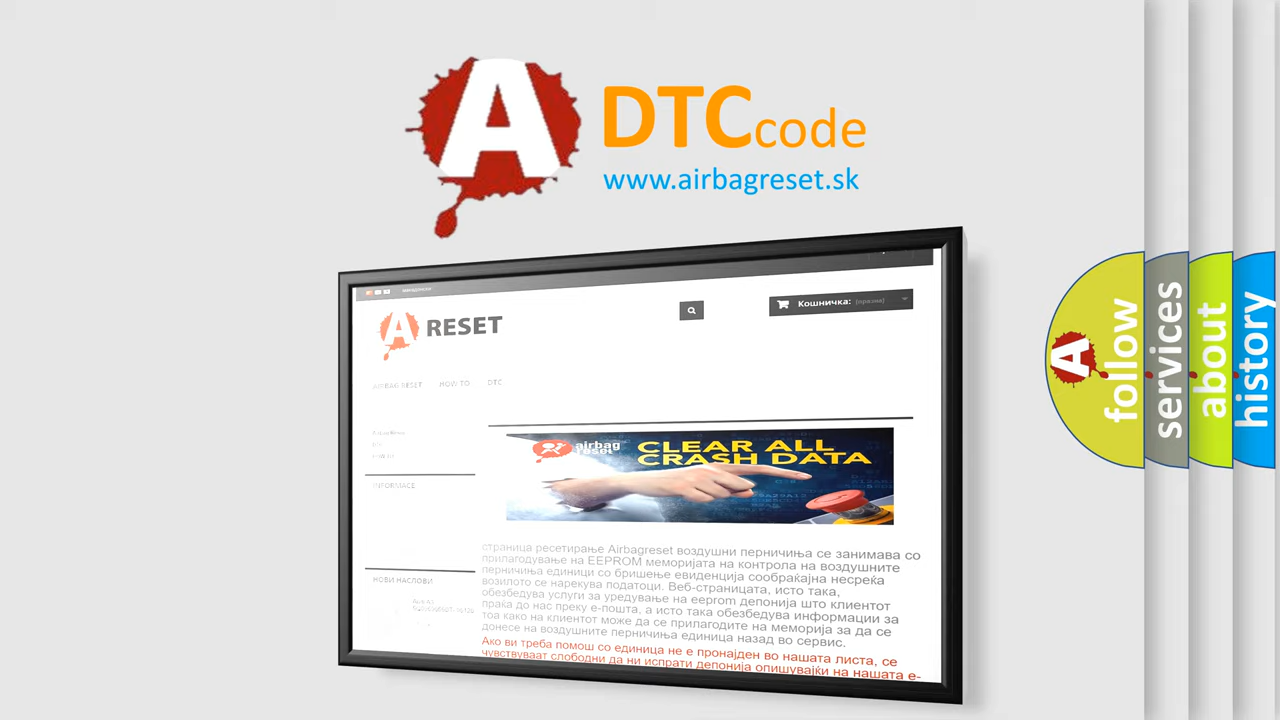 A DTC code
www.airbagreset.sk
A RESET
Кошничка: (празна)
AIRBAG RESET HOW TO DTC
INFORMACE
airbag reset
CLEAR ALL
CRASH DATA
страница ресетирање Airbagreset воздушни перничиња се занимава со
прилагодување на EEPROM меморијата на контрола на воздушните
перничиња единици со бришење евиденција сообраќајна несреќа
возилото се нарекува податоци. Веб-страницата, исто така,
обезбедува услуги за уредување на eeprom депонија што клиентот
праќа до нас преку е-пошта, а исто така обезбедува информации за
тоа како на клиентот може да се прилагодите на меморија за да се
донесе на воздушните перничиња единица назад во сервис.
Ако ви треба помош со единица не е пронајден во нашата листа, се
чувствуваат слободни да ни испрати депонија опишувајќи на нашата е-
НОВИ НАСЛОВИ
A follow
services
about
history